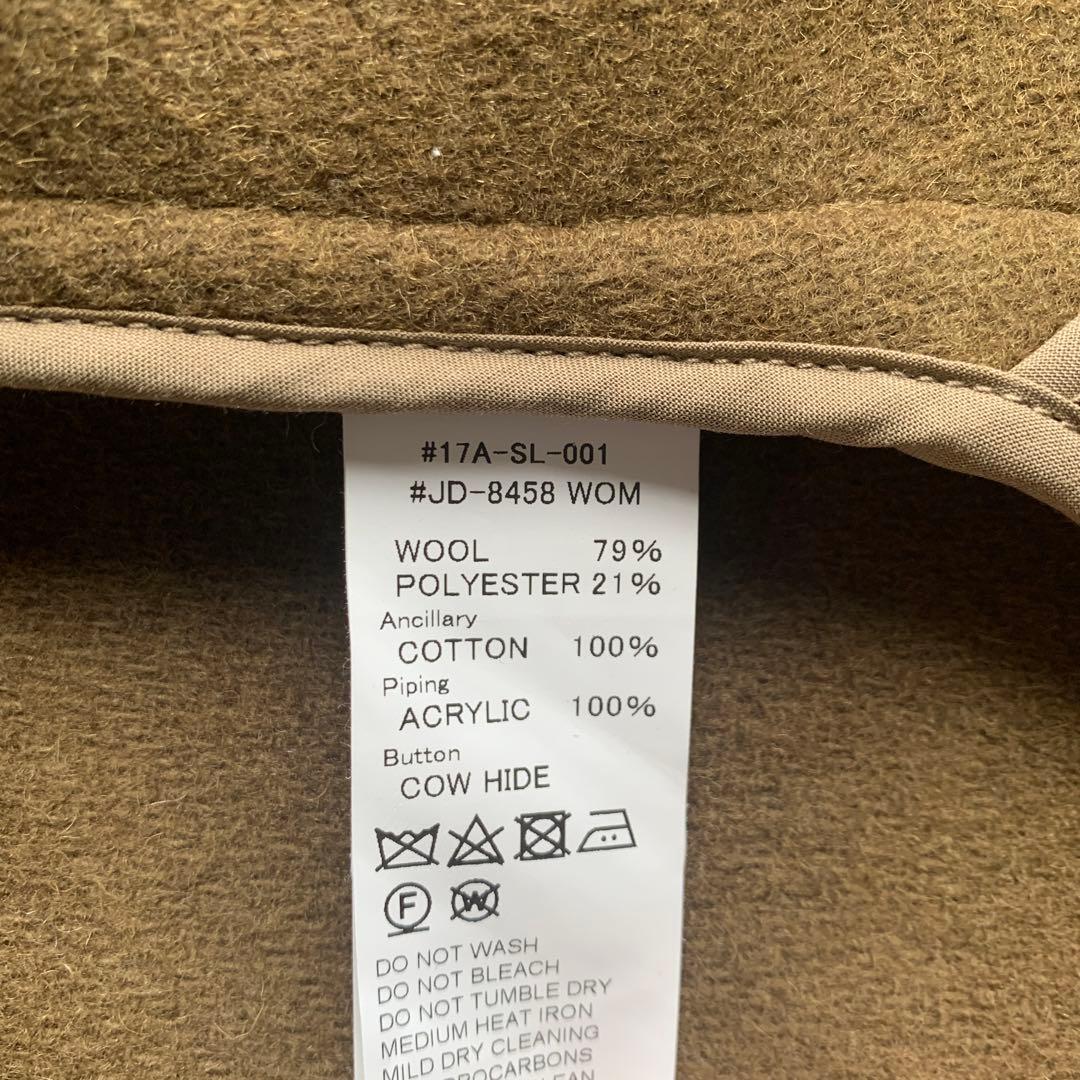 #17A-SL-001
#JD-8458 WOM
WOOL 79%
POLYESTER 21%
Ancillary
COTTON 100%
Piping
ACRYLIC 100%
Button
COW HIDE
F W
DO NOT WASH
DO NOT BLEACH
DO NOT TUMBLE DRY
MEDIUM HEAT IRON
MILD DRY CLEANING